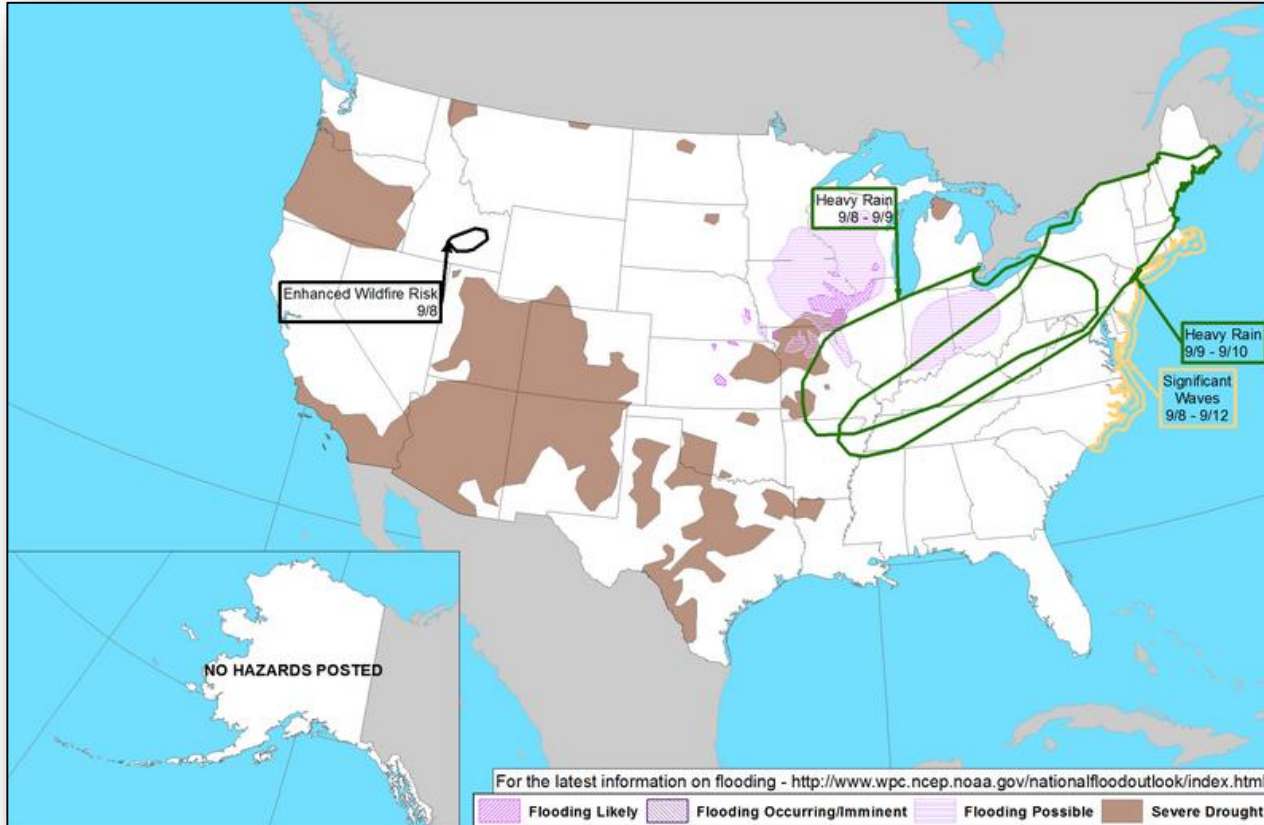 Heavy Rain
9/8 - 9/9
Enhanced Wildfire Risk
9/8
Heavy Rain
9/9 - 9/10
Significant
Waves
9/8 - 9/12
NO HAZARDS POSTED
For the latest information on flooding - http://www.wpc.ncep.noaa.gov/nationalfloodoutlook/index.html
Flooding Likely Flooding Occurring/Imminent Flooding Possible Severe Drought